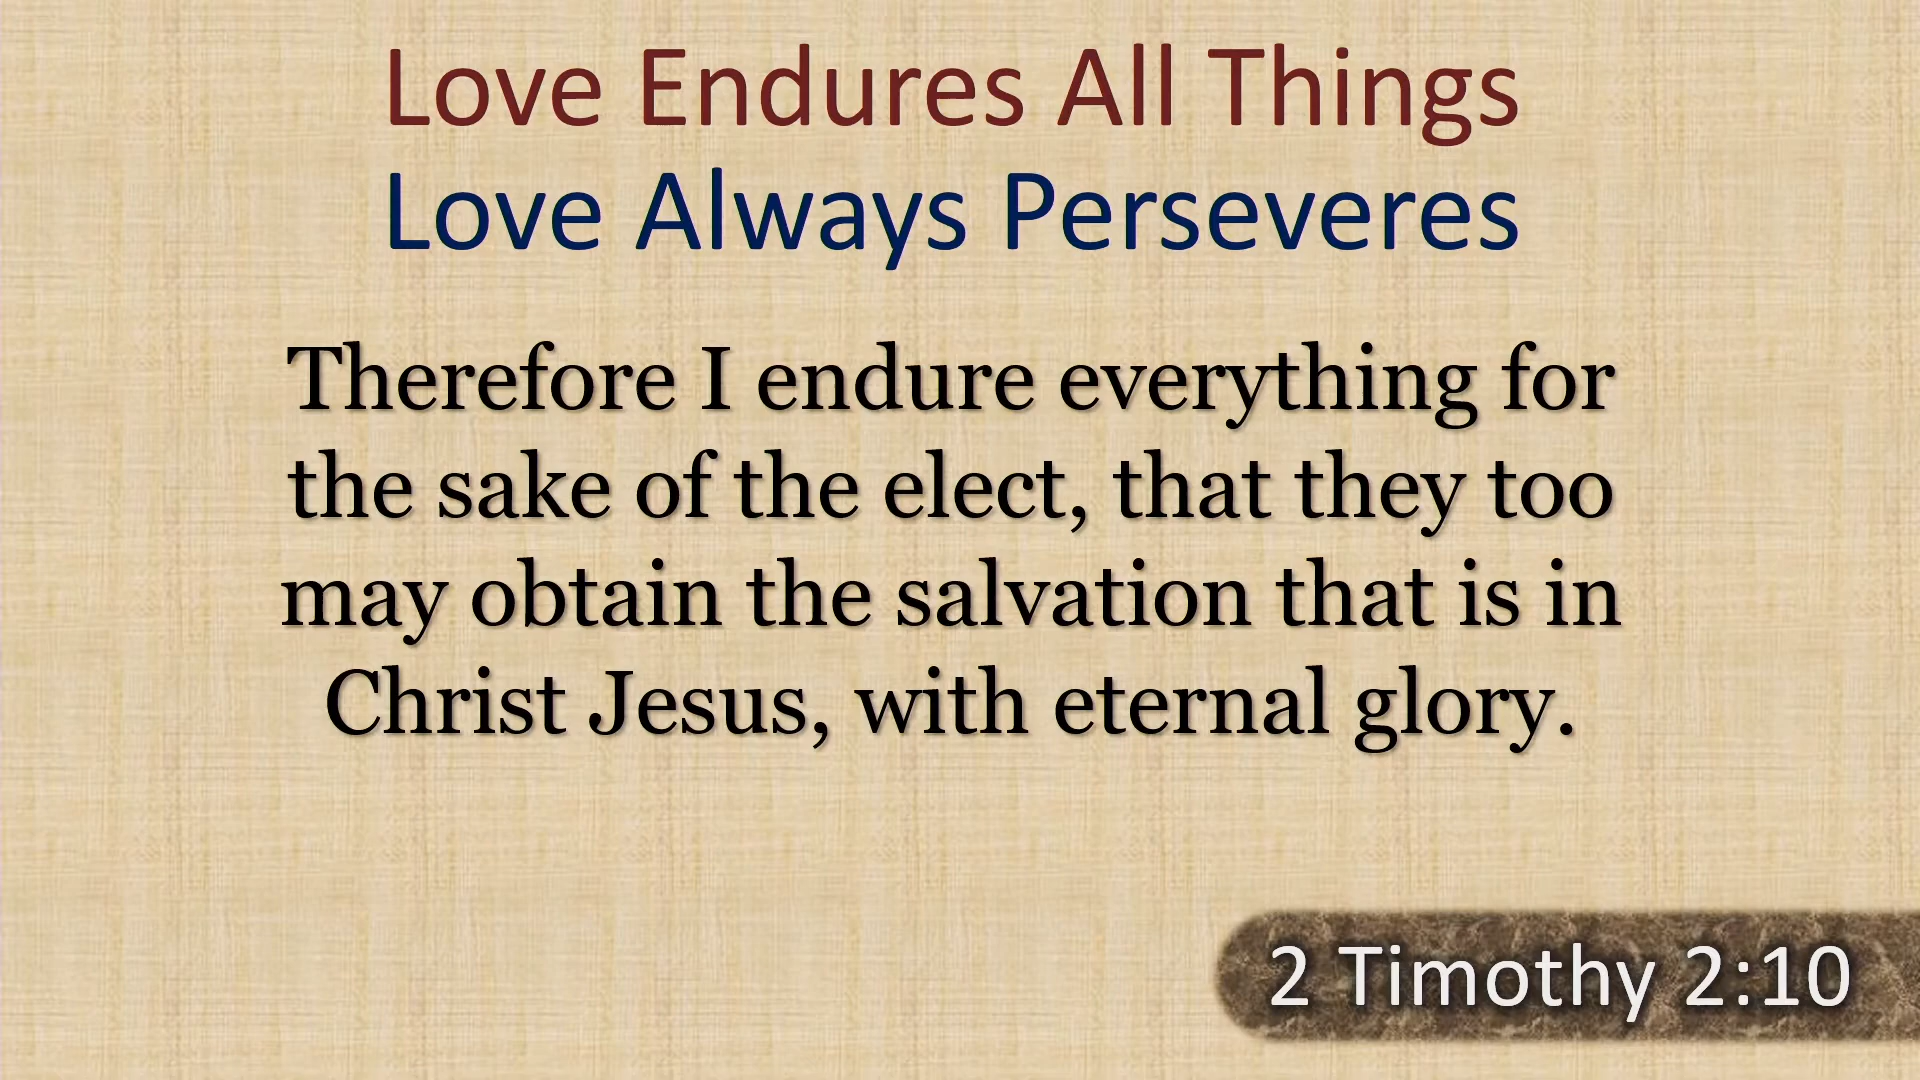 Love Endures All Things
Love Always Perseveres
Therefore I endure everything for
the sake of the elect, that they too
may obtain the salvation that is in
Christ Jesus, with eternal glory.
2 Timothy 2:10